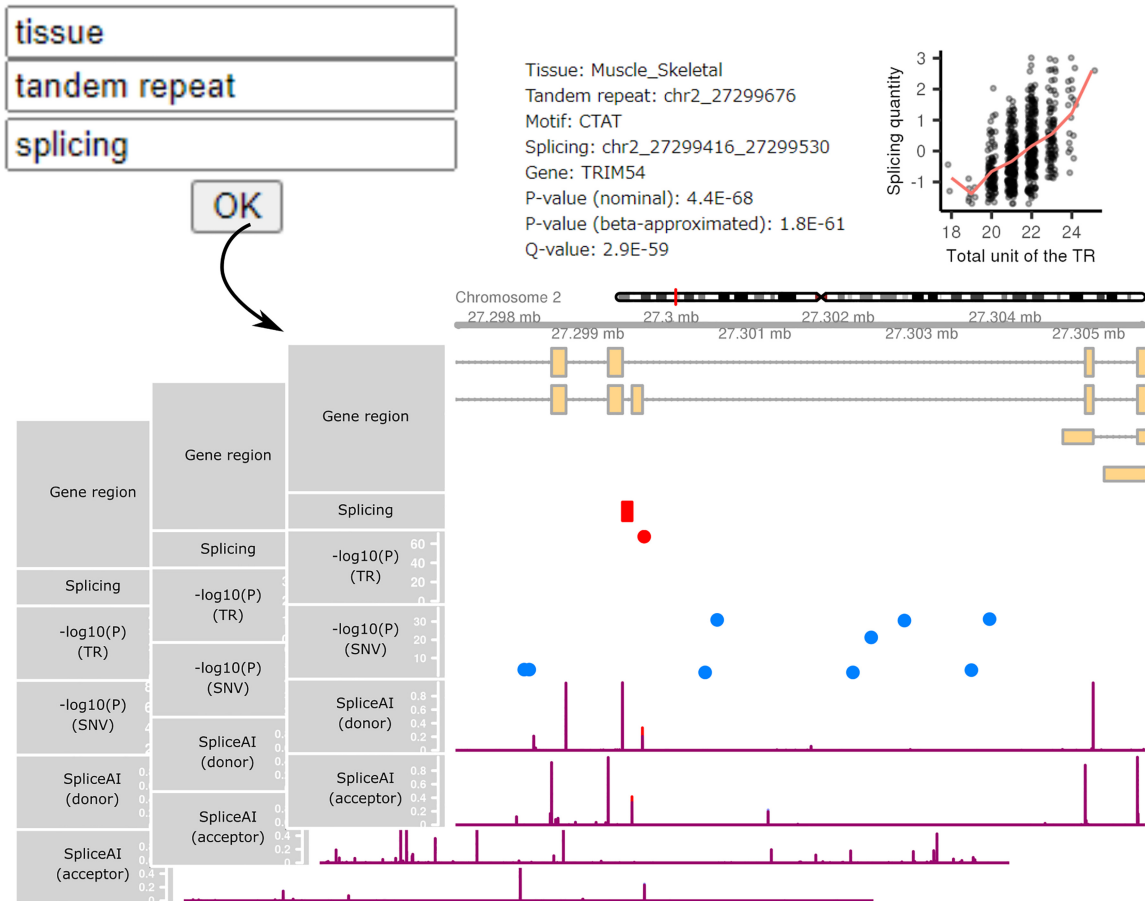 tissue
tandem repeat
splicing
OK
Tissue: Muscle_Skeletal
Tandem repeat: chr2_27299676
Motif: CTAT
Splicing: chr2_27299416_27299530
Gene: TRIM54
P-value (nominal): 4.4E-68
P-value (beta-approximated): 1.8E-61
Q-value: 2.9E-59
Splicing quantity
3
2
1
0
-1
18 20 22 24
Total unit of the TR
Chromosome 2
27.298 mb 27.3 mb 27.302 mb 27.304 mb
27.299 mb 27.301 mb 27.303 mb 27.305 mb
Gene region
Splicing
-log10(P)
(TR)
60
40
20
0
-log10(P)
(SNV)
30
20
10
SpliceAI
(donor)
0.8
0.6
0.4
0.2
0
SpliceAI
(acceptor)
0.8
0.6
0.4
0.2
0
Gene region
Splicing
-log10(P)
(TR)
-log10(P)
(SNV)
SpliceAI
(donor)
SpliceAI
(acceptor)
0.4
0.2
0
Gene region
Splicing
-log10(P)
(TR)
-log10(P)
(SNV)
SpliceAI
(donor)
SpliceAI
(acceptor)
0.4
0.2
0